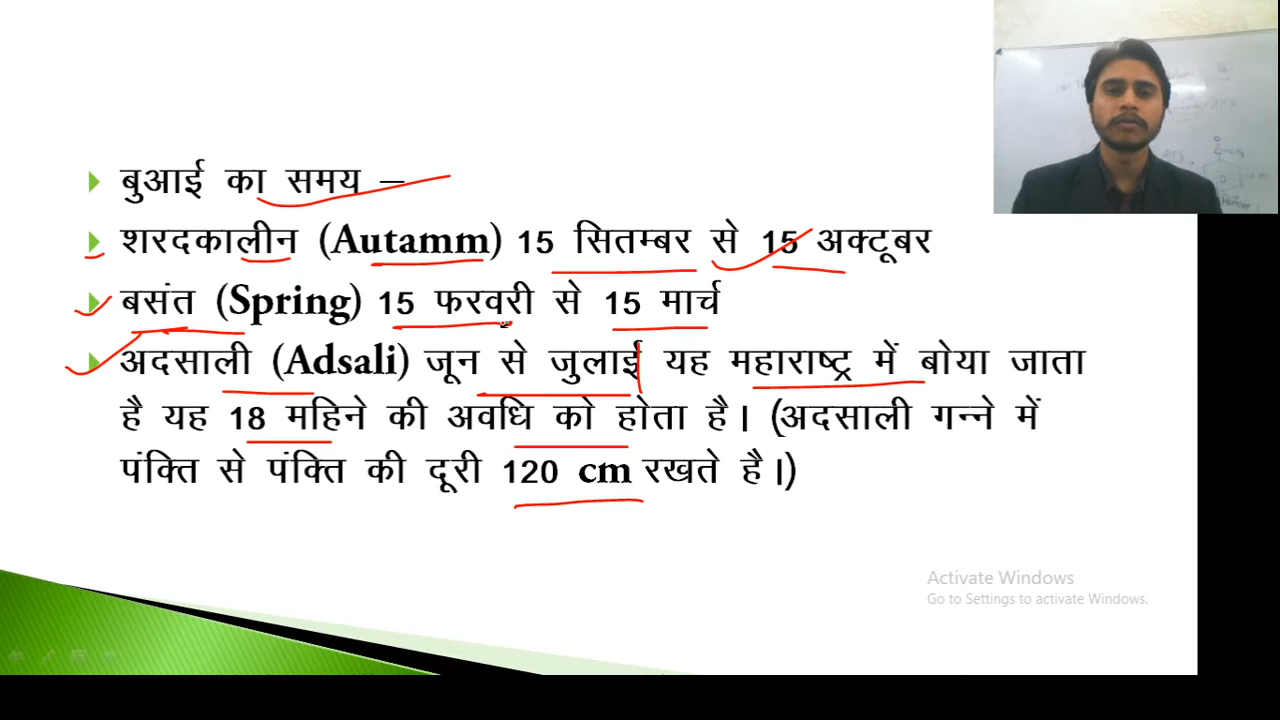 बुआई का समय –
शरदकालीन (Autamm) 15 सितम्बर से 15 अक्टूबर
बसंत (Spring) 15 फरवरी से 15 मार्च
अदसाली (Adsali) जून से जुलाई यह महाराष्ट्र में बोया जाता
है यह 18 महिने की अवधि को होता है। (अदसाली गन्ने में
पंक्ति से पंक्ति की दूरी 120 cm रखते है।)
Activate Windows
Go to Settings to activate Windows.